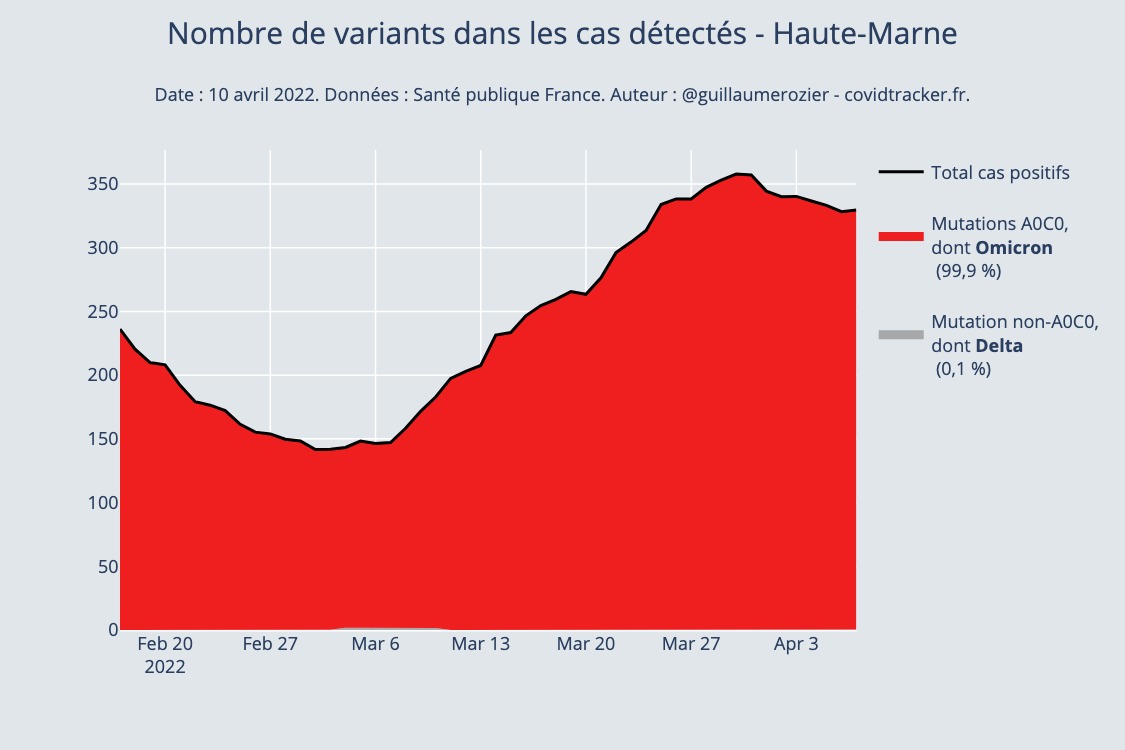 Nombre de variants dans les cas détectés - Haute-Marne
Date : 10 avril 2022. Données : Santé publique France. Auteur : @guillaumerozier - covidtracker.fr.
350
300
250
200
150
100
50
0
Feb 20
2022
Feb 27
Mar 6
Mar 13
Mar 20
Mar 27
Apr 3
Total cas positifs
Mutations A0C0,
dont Omicron
(99,9 %)
Mutation non-A0C0,
dont Delta
(0,1 %)